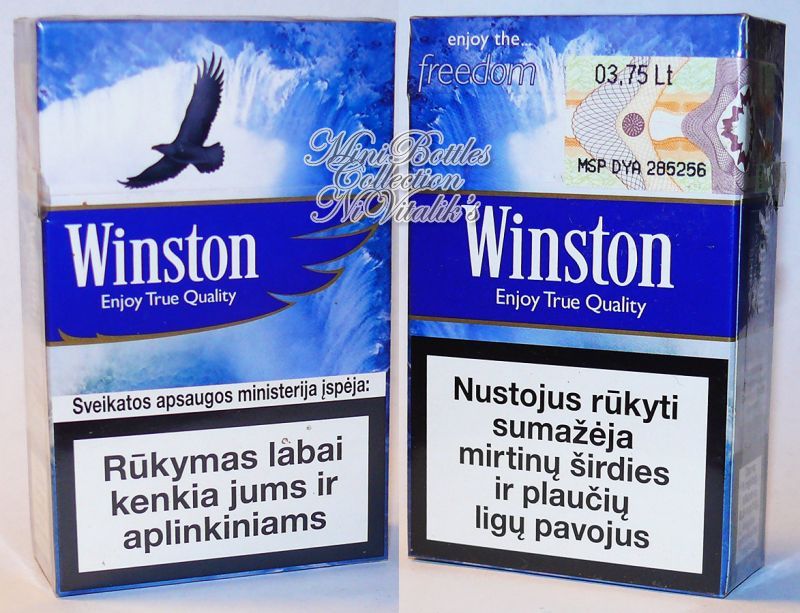 Mini Bottles
Collection
NiVitalik's
Winston
Enjoy True Quality
Sveikatos apsaugos ministerija įspėja:
Rūkymas labai
kenkia jums ir
aplinkiniams
enjoy the...
freedom
03,75 Lt
MSP DYA 285256
Winston
Enjoy True Quality
Nustojus rūkyti
sumažėja
mirtinų širdies
ir plaučių
ligų pavojus